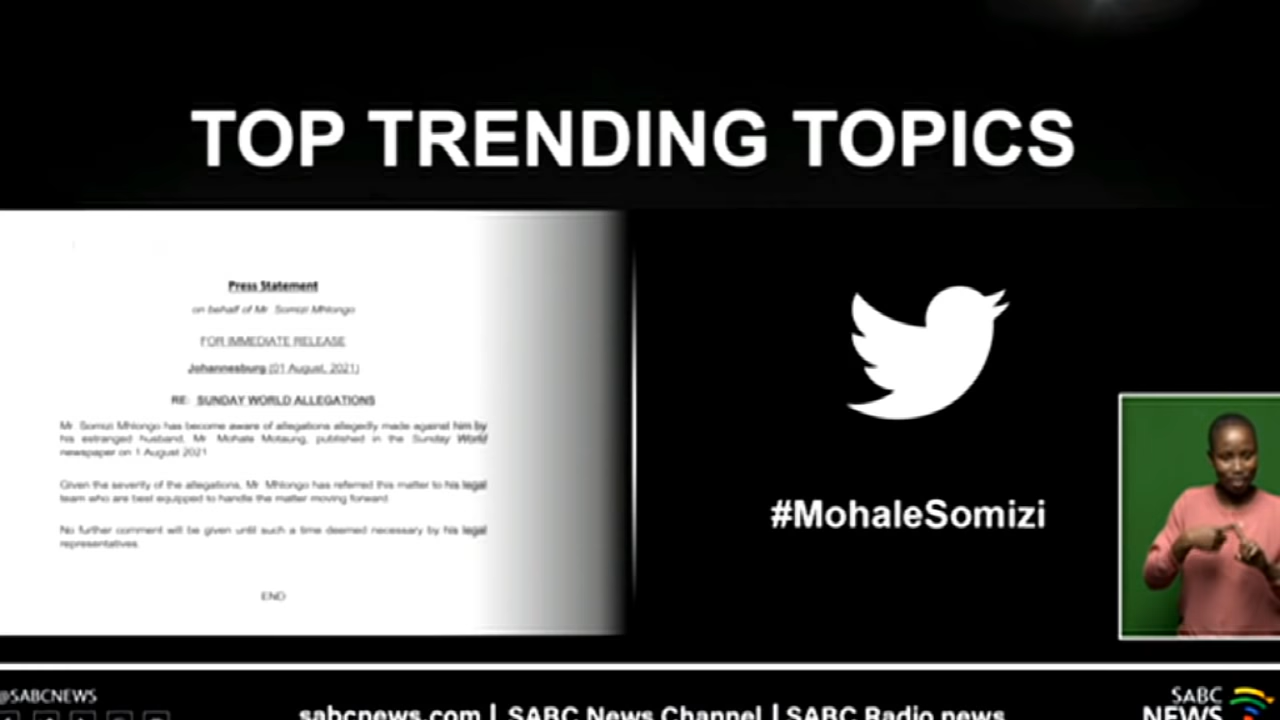 TOP TRENDING TOPICS
Press Statement
on behalf of Mr. Somizi Mhlongo
FOR IMMEDIATE RELEASE
Johannesburg (01 August, 2021)
RE: SUNDAY WORLD ALLEGATIONS
Mr. Somizi Mhlongo has become aware of allegations allegedly made against him by
his estranged husband, Mr. Mohale Motaung, published in the Sunday World
newspaper on 1 August 2021
Given the severity of the allegations, Mr. Mhlongo has referred this matter to his legal
team who are best equipped to handle the matter moving forward.
No further comment will be given until such a time deemed necessary by his legal
representatives.
END
#MohaleSomizi
@SABCNEWS
sabcnews.com | SABC News Channel | SABC Radio news
SABC
NEWS